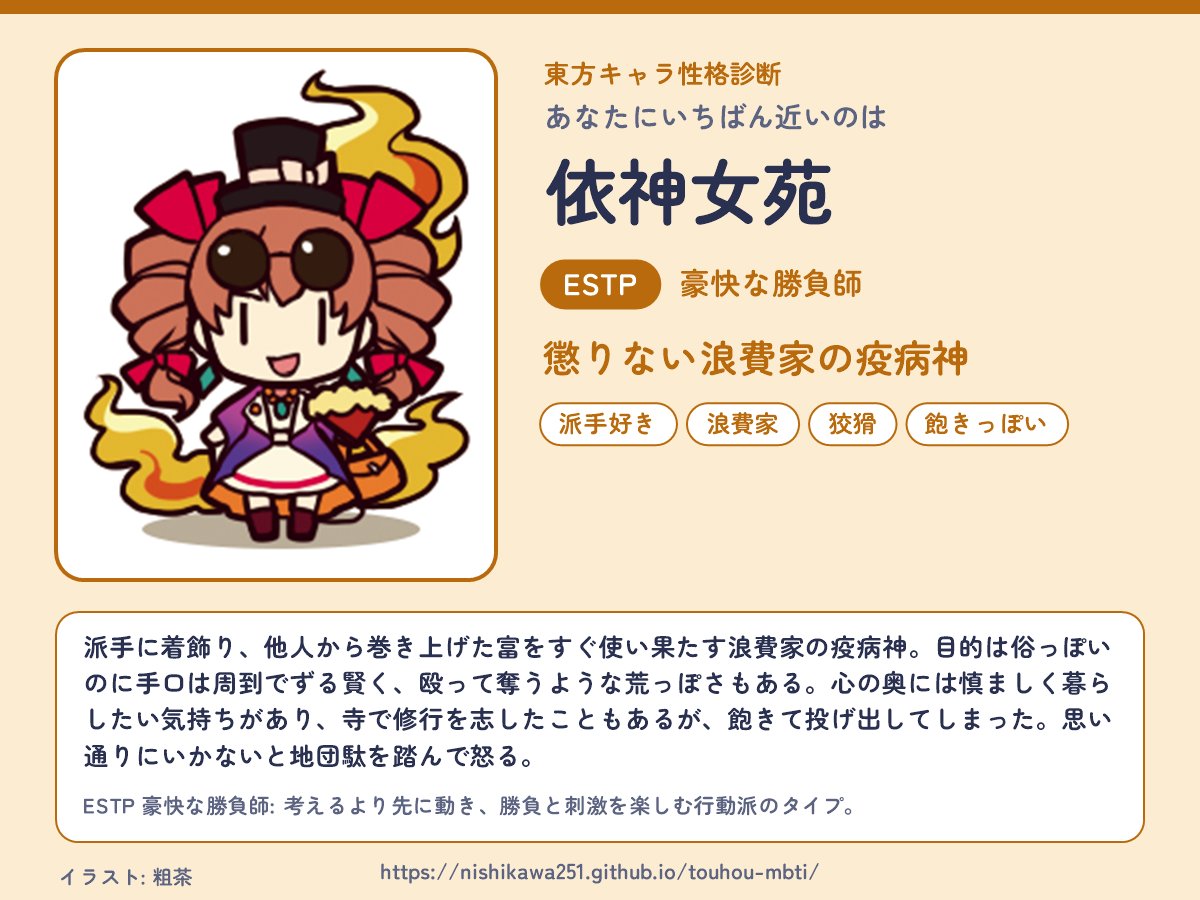 東方キャラ性格診断
あなたにいちばん近いのは
依神女苑
ESTP 豪快な勝負師
懲りない浪費家の疫病神
派手好き 浪費家 狡猾 飽きっぽい
派手に着飾り、他人から巻き上げた富をすぐ使い果たす浪費家の疫病神。目的は俗っぽい
のに手口は周到でずる賢く、殴って奪うような荒っぽさもある。心の奥には慎ましく暮ら
したい気持ちがあり、寺で修行を志したこともあるが、飽きて投げ出してしまった。思い
通りにいかないと地団駄を踏んで怒る。
ESTP 豪快な勝負師: 考えるより先に動き、勝負と刺激を楽しむ行動派のタイプ。
イラスト: 粗茶
https://nishikawa251.github.io/touhou-mbti/